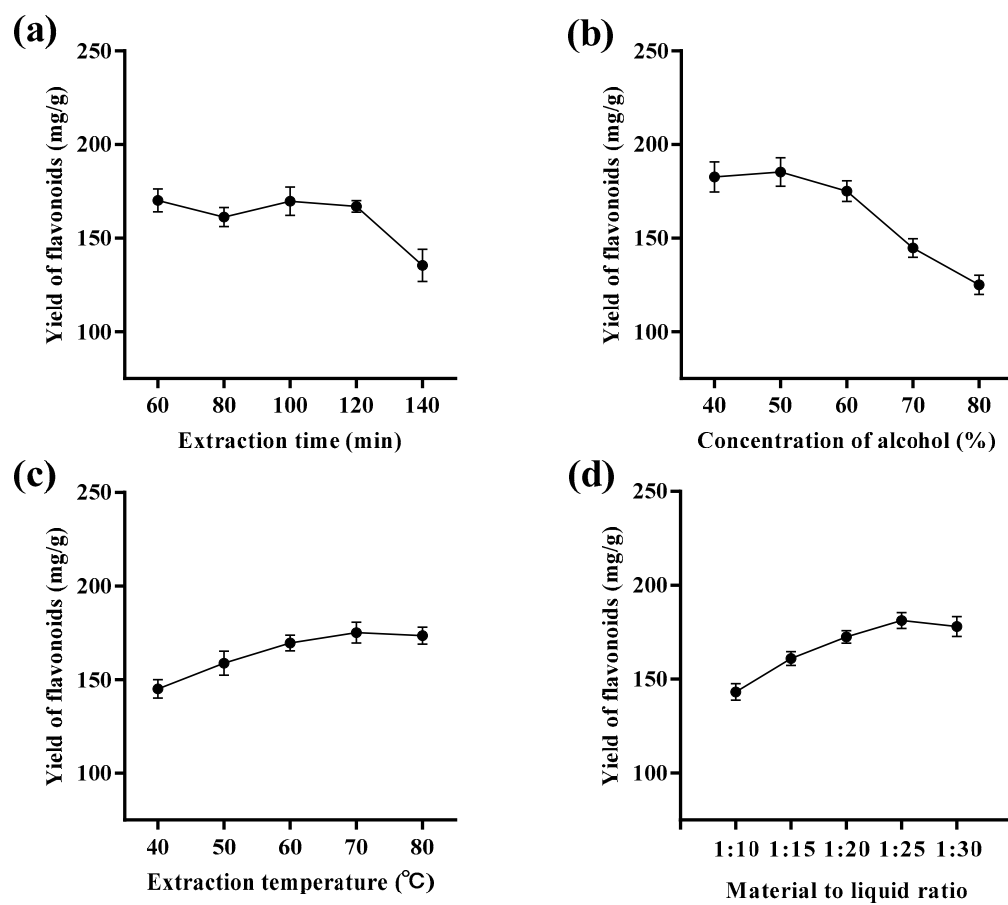 (a)
250
200
150
100
Yield of flavonoids (mg/g)
60 80 100 120 140
Extraction time (min)
(b)
250
200
150
100
Yield of flavonoids (mg/g)
40 50 60 70 80
Concentration of alcohol (%)
(c)
250
200
150
100
Yield of flavonoids (mg/g)
40 50 60 70 80
Extraction temperature (℃)
(d)
250
200
150
100
Yield of flavonoids (mg/g)
1:10 1:15 1:20 1:25 1:30
Material to liquid ratio